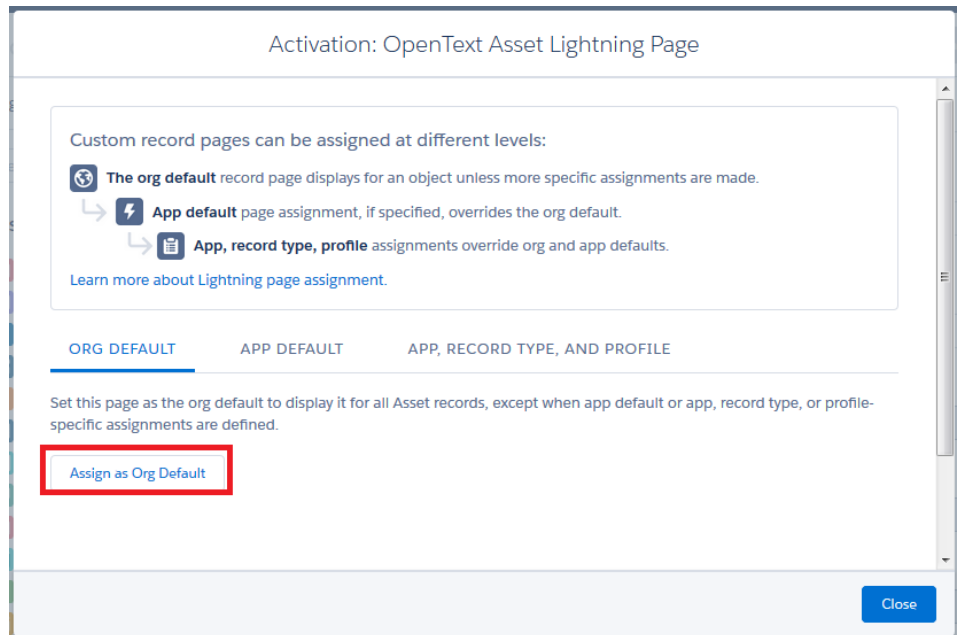 Activation: OpenText Asset Lightning Page
Custom record pages can be assigned at different levels:
The org default record page displays for an object unless more specific assignments are made.
App default page assignment, if specified, overrides the org default.
App, record type, profile assignments override org and app defaults.
Learn more about Lightning page assignment.
ORG DEFAULT APP DEFAULT APP, RECORD TYPE, AND PROFILE
Set this page as the org default to display it for all Asset records, except when app default or app, record type, or profile-
specific assignments are defined.
Assign as Org Default
Close